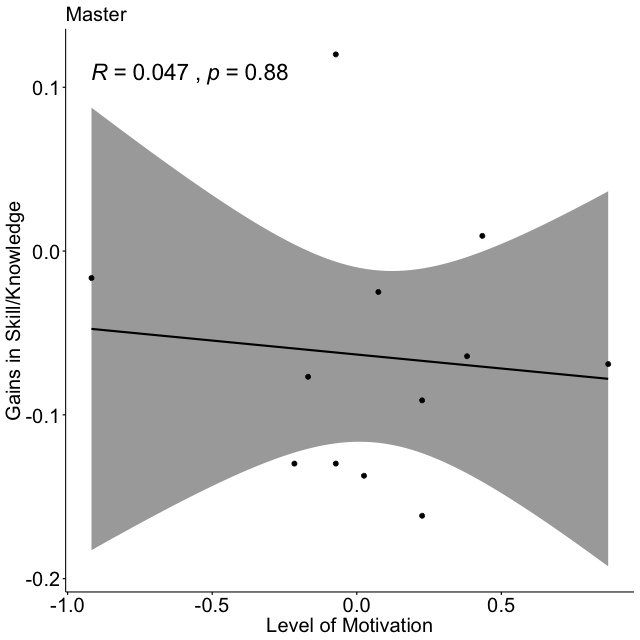 Master
R = 0.047 , p = 0.88
Gains in Skill/Knowledge
0.1
0.0
-0.1
-0.2
-1.0 -0.5 0.0 0.5
Level of Motivation